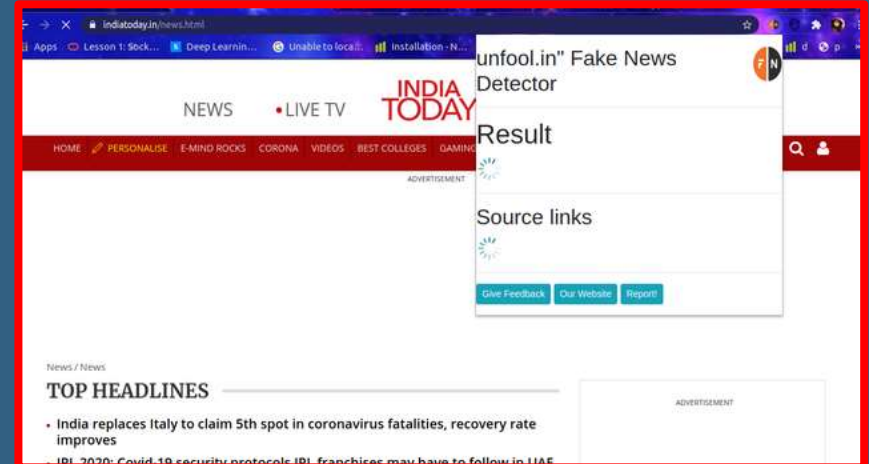 indiatoday.in/news.html
Apps Lesson 1: Sock... Deep Learnin... Unable to locat: Installation - N... d p
unfool.in" Fake News
Detector
FN
Result
Source links
Give Feedback Our Website Report!
NEWS •LIVE TV INDIA
TODAY
HOME PERSONALISE E-MIND ROCKS CORONA VIDEOS BEST COLLEGES GAMING
ADVERTISEMENT
News / News
TOP HEADLINES
ADVERTISEMENT
• India replaces Italy to claim 5th spot in coronavirus fatalities, recovery rate
improves
• IPL 2020: Covid-19 security protocols IPL franchises may have to follow in UAE